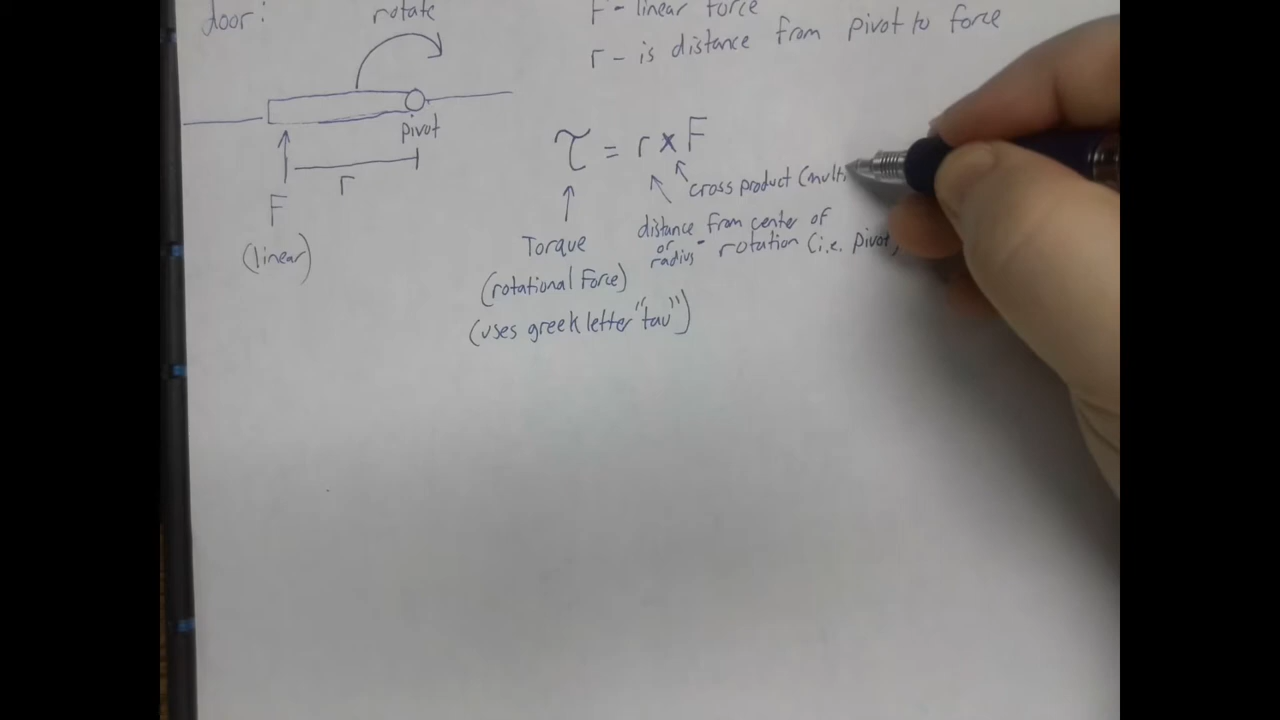 door:
rotate
F - linear force
r - is distance from pivot to force
pivot
r
F
(linear)
τ = r × F
cross product (multi
distance from center of
or - rotation (i.e. pivot)
radius
Torque
(rotational Force)
(uses greek letter "tau")